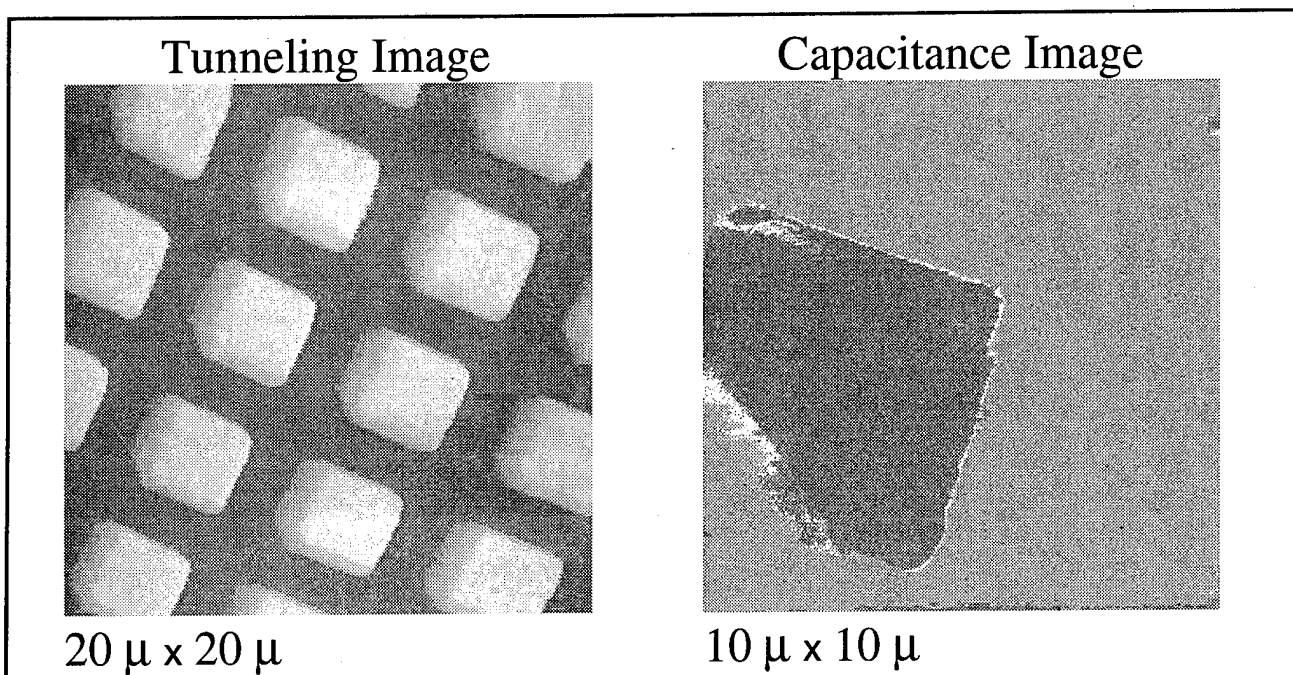 Tunneling Image
Capacitance Image
20 μ x 20 μ
10 μ x 10 μ